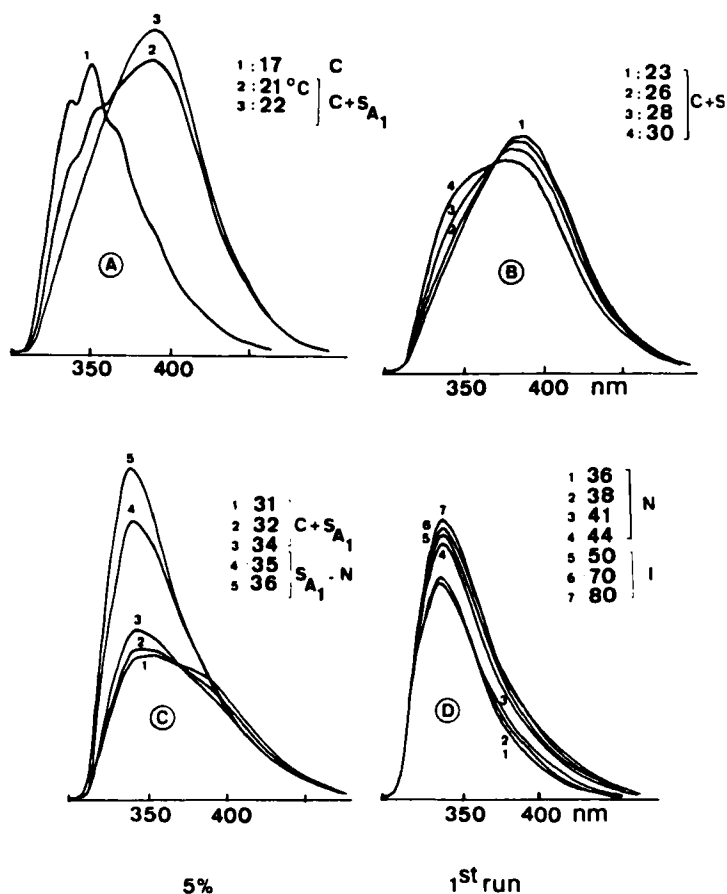 1 : 17 C
2 : 21 °C
3 : 22
C + S A1
1
2
3
A
350 400
1 : 23
2 : 26
3 : 28
4 : 30
C + S
1
4
3
2
B
350 400 nm
1 31
2 32
3 34
4 35
5 36
C + S A1
S A1 - N
5
4
3
2
1
C
350 400
1 36
2 38
3 41
4 44
5 50
6 70
7 80
N
I
7
6
5
4
3
2
1
D
350 400 nm
5% 1st run